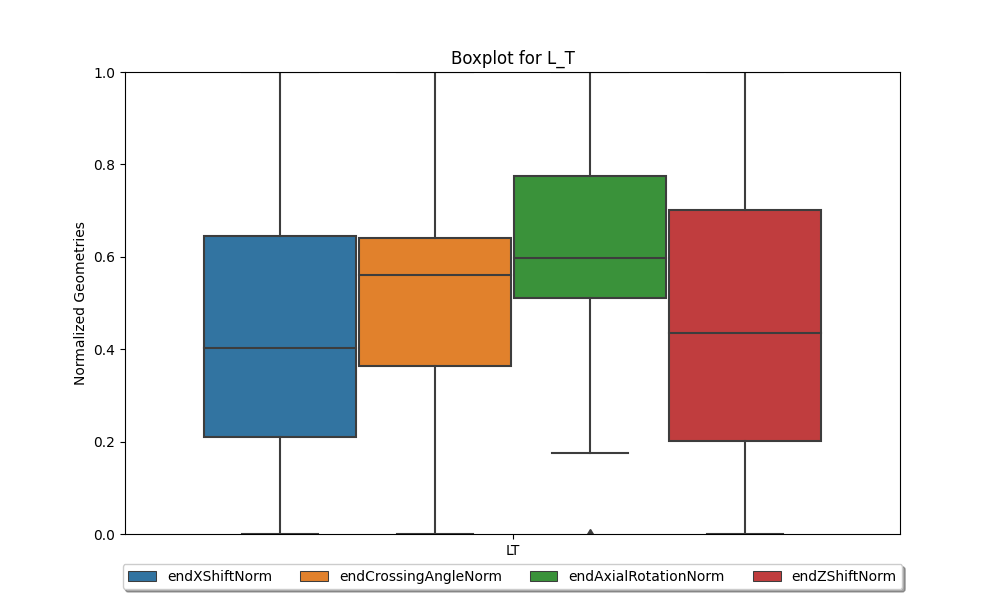 Boxplot for L_T
Normalized Geometries
1.0
0.8
0.6
0.4
0.2
0.0
LT
endXShiftNorm endCrossingAngleNorm endAxialRotationNorm endZShiftNorm